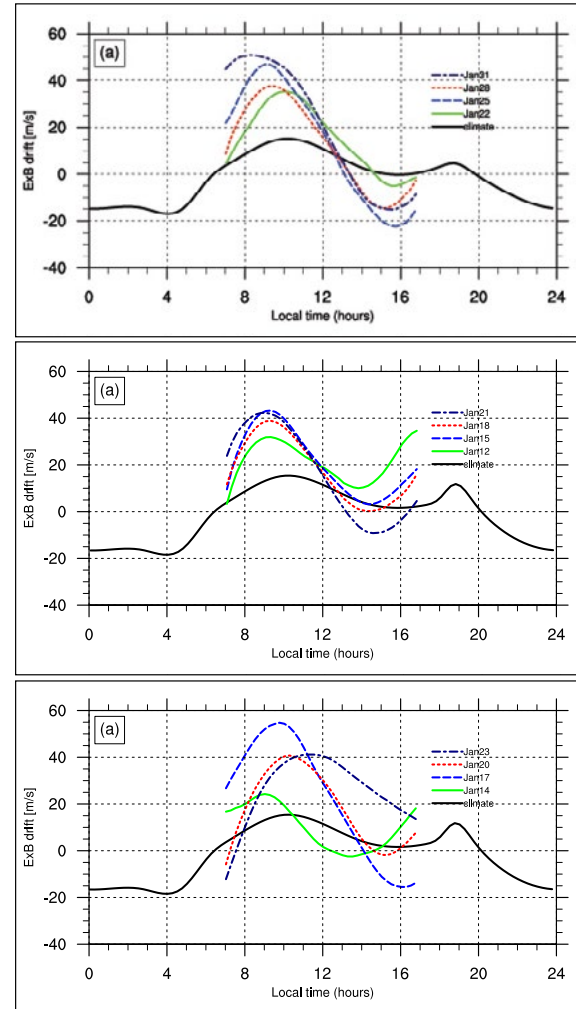 (a)
60
40
20
0
-20
-40
ExB drift [m/s]
Jan31
Jan28
Jan25
Jan22
climate
0 4 8 12 16 20 24
Local time (hours)
(a)
60
40
20
0
-20
-40
ExB drift [m/s]
Jan21
Jan18
Jan15
Jan12
climate
0 4 8 12 16 20 24
Local time (hours)
(a)
60
40
20
0
-20
-40
ExB drift [m/s]
Jan23
Jan20
Jan17
Jan14
climate
0 4 8 12 16 20 24
Local time (hours)